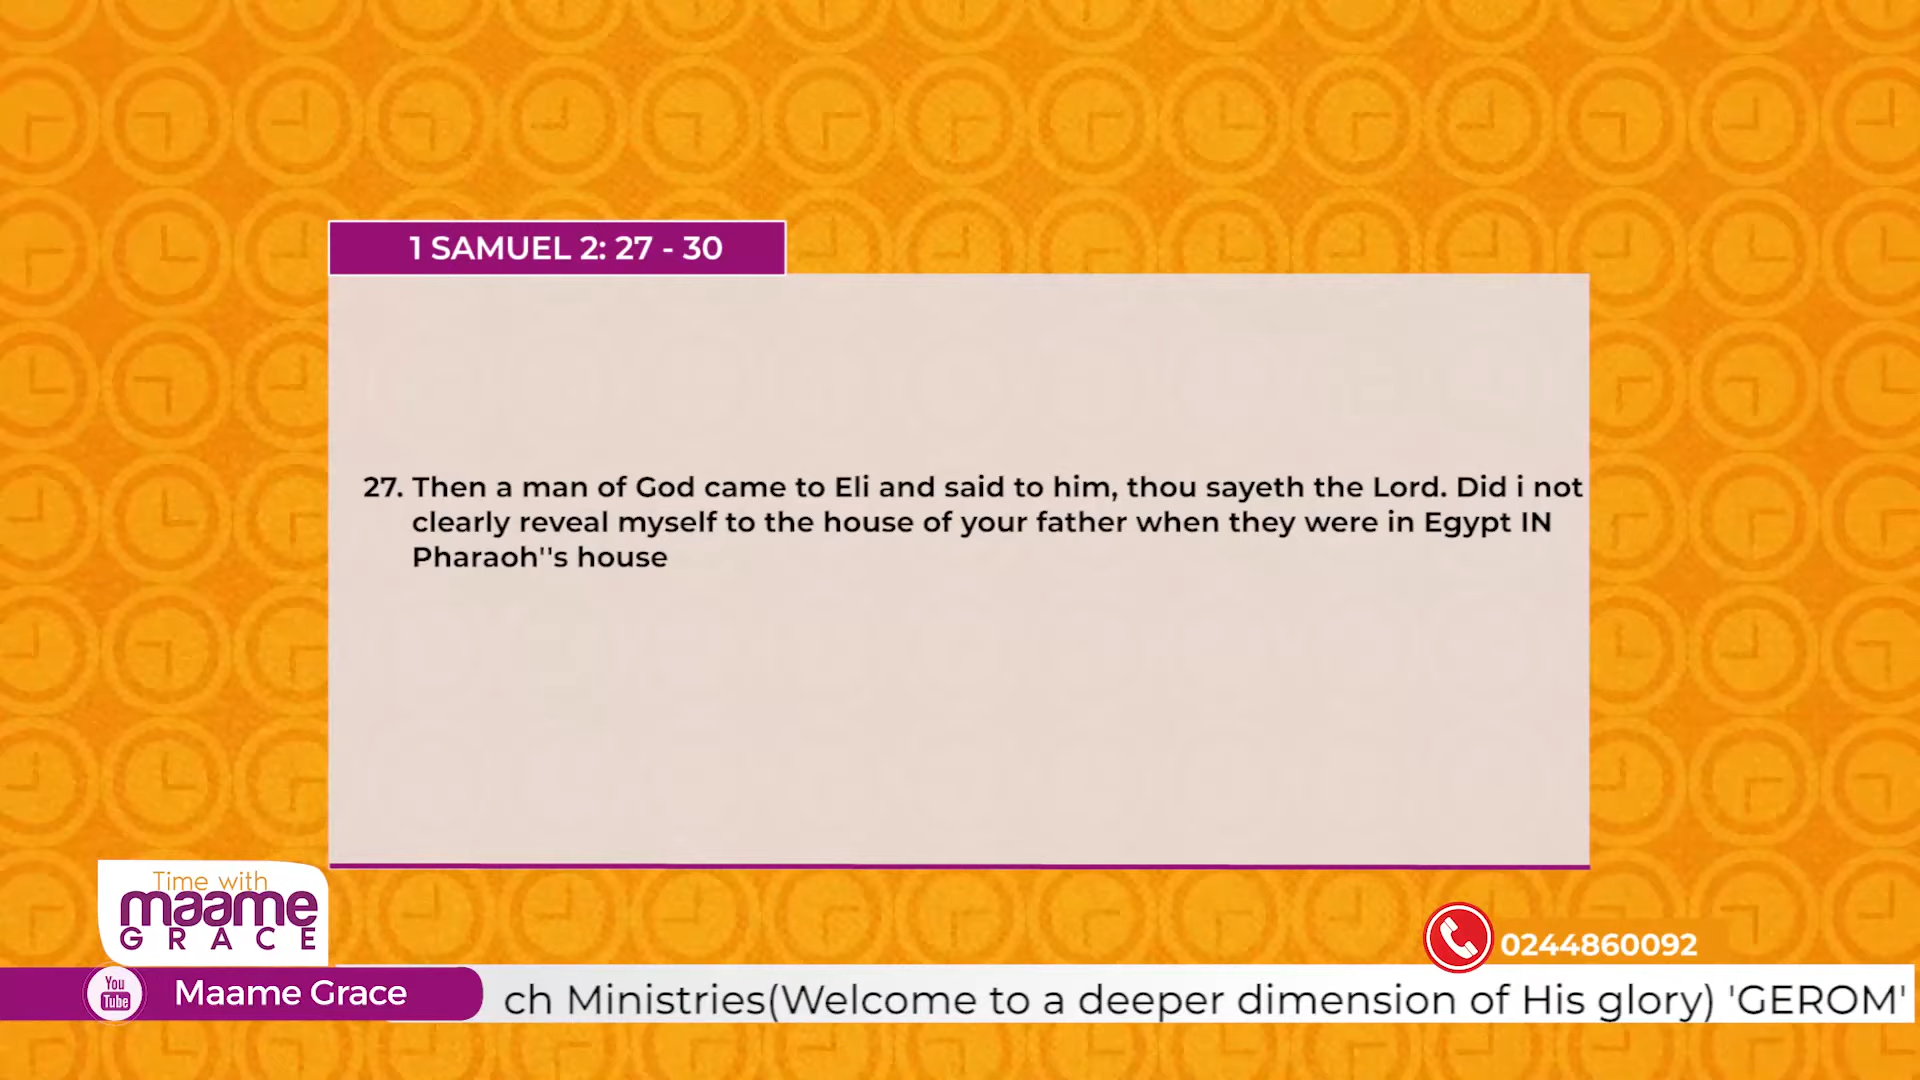 1 SAMUEL 2: 27 - 30
27. Then a man of God came to Eli and said to him, thou sayeth the Lord. Did i not
clearly reveal myself to the house of your father when they were in Egypt IN
Pharaoh''s house
Time with
maame
GRACE
0244860092
You
Tube
Maame Grace
ch Ministries(Welcome to a deeper dimension of His glory) 'GEROM'